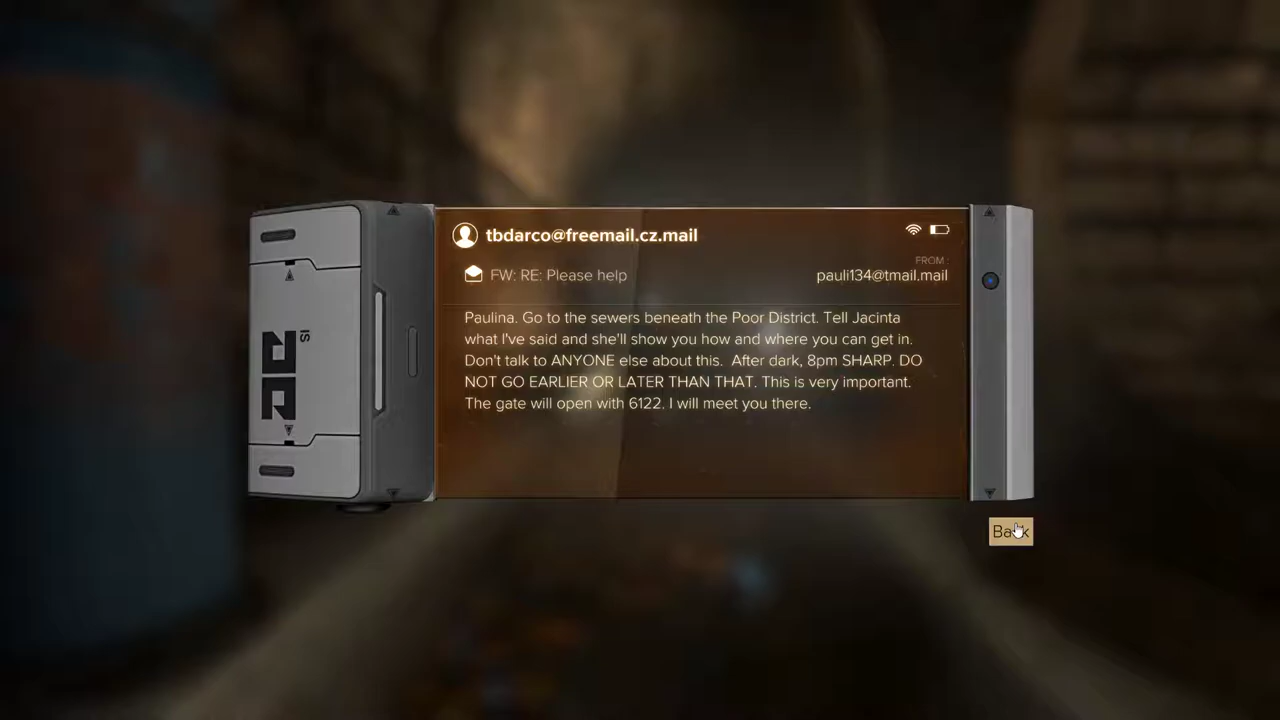 tbdarco@freemail.cz.mail
FROM :
FW: RE: Please help
pauli134@tmail.mail
Paulina. Go to the sewers beneath the Poor District. Tell Jacinta
what I've said and she'll show you how and where you can get in.
Don't talk to ANYONE else about this.  After dark, 8pm SHARP. DO
NOT GO EARLIER OR LATER THAN THAT. This is very important.
The gate will open with 6122. I will meet you there.
Back